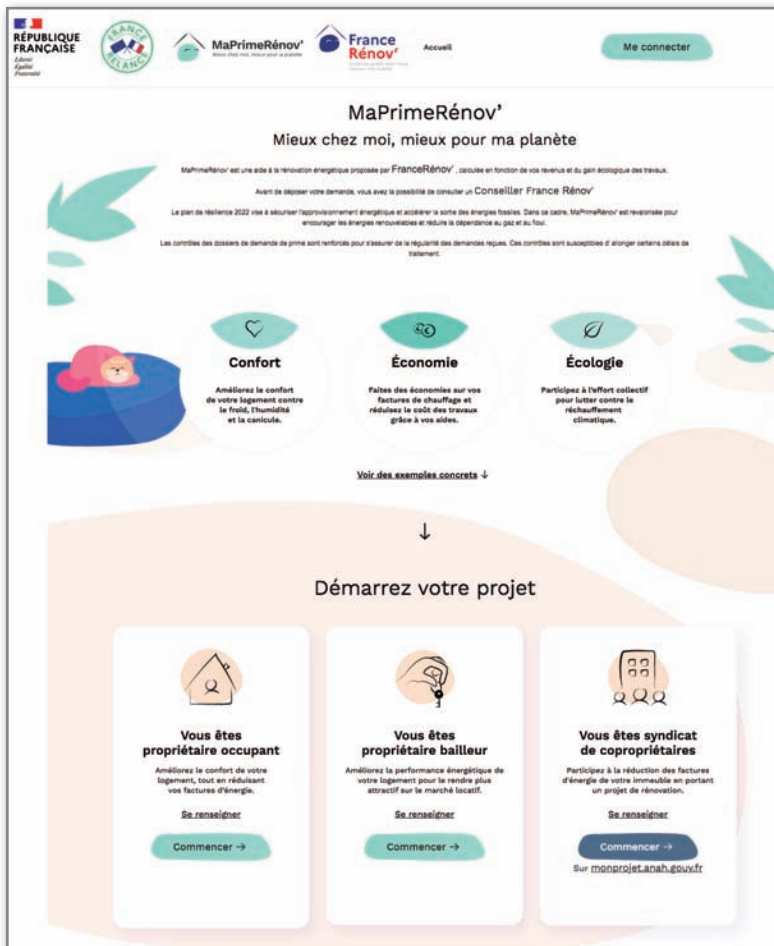 RÉPUBLIQUE
FRANÇAISE
Liberté
Égalité
Fraternité
FRANCE
RELANCE
MaPrimeRénov'
Mieux chez moi, mieux pour la planète
France
Rénov'
Accueil
Me connecter
MaPrimeRénov'
Mieux chez moi, mieux pour ma planète
MaPrimeRénov' est une aide à la rénovation énergétique proposée par FranceRénov' , calculée en fonction de vos revenus et du gain écologique des travaux.
Avant de déposer votre demande, vous avez la possibilité de consulter un Conseiller France Rénov'
Le plan de résilience 2022 vise à sécuriser l'approvisionnement énergétique et accélérer la sortie des énergies fossiles. Dans ce cadre, MaPrimeRénov' est revalorisée pour
encourager les énergies renouvelables et réduire la dépendance au gaz et au fioul.
Les contrôles des dossiers de demande de prime sont renforcés pour s'assurer de la régularité des demandes reçues. Ces contrôles sont susceptibles d' allonger certains délais de
traitement.
Confort
Améliorez le confort
de votre logement contre
le froid, l'humidité
et la canicule.
Économie
Faites des économies sur vos
factures de chauffage et
réduisez le coût des travaux
grâce à vos aides.
Écologie
Participez à l'effort collectif
pour lutter contre le
réchauffement
climatique.
Voir des exemples concrets ↓
↓
Démarrez votre projet
Vous êtes
propriétaire occupant
Améliorez le confort de votre
logement, tout en réduisant
vos factures d'énergie.
Se renseigner
Commencer →
Vous êtes
propriétaire bailleur
Améliorez la performance énergétique de
votre logement pour le rendre plus
attractif sur le marché locatif.
Se renseigner
Commencer →
Vous êtes syndicat
de copropriétaires
Participez à la réduction des factures
d'énergie de votre immeuble en portant
un projet de rénovation.
Se renseigner
Commencer →
Sur monprojet.anah.gouv.fr